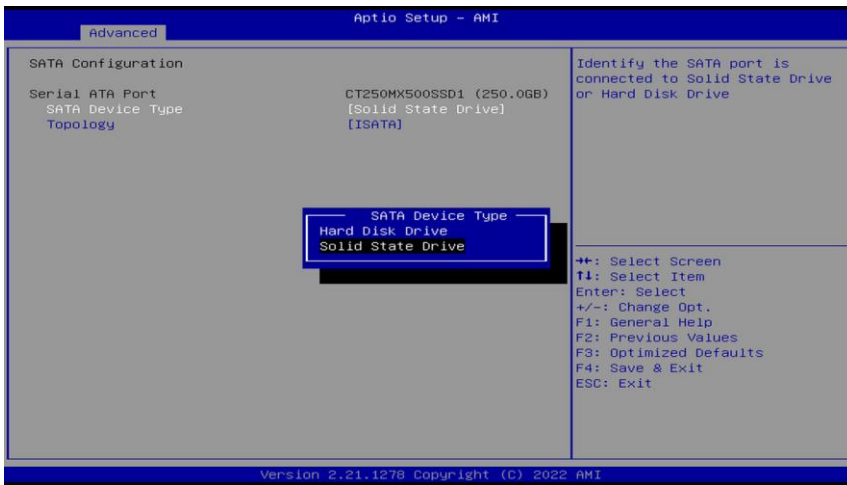 Aptio Setup - AMI
Advanced
SATA Configuration
Serial ATA Port CT250MX500SSD1 (250.0GB)
SATA Device Type [Solid State Drive]
Topology [ISATA]
SATA Device Type
Hard Disk Drive
Solid State Drive
Identify the SATA port is
connected to Solid State Drive
or Hard Disk Drive
→←: Select Screen
↑↓: Select Item
Enter: Select
+/-: Change Opt.
F1: General Help
F2: Previous Values
F3: Optimized Defaults
F4: Save & Exit
ESC: Exit
Version 2.21.1278 Copyright (C) 2022 AMI